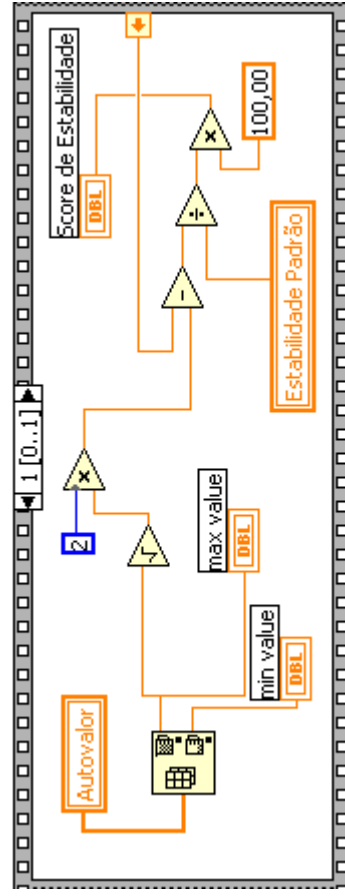 1 [0..1]
Autovalor
2
max value
DBL
min value
DBL
Estabilidade Padrão
Score de Estabilidade
DBL
100,00